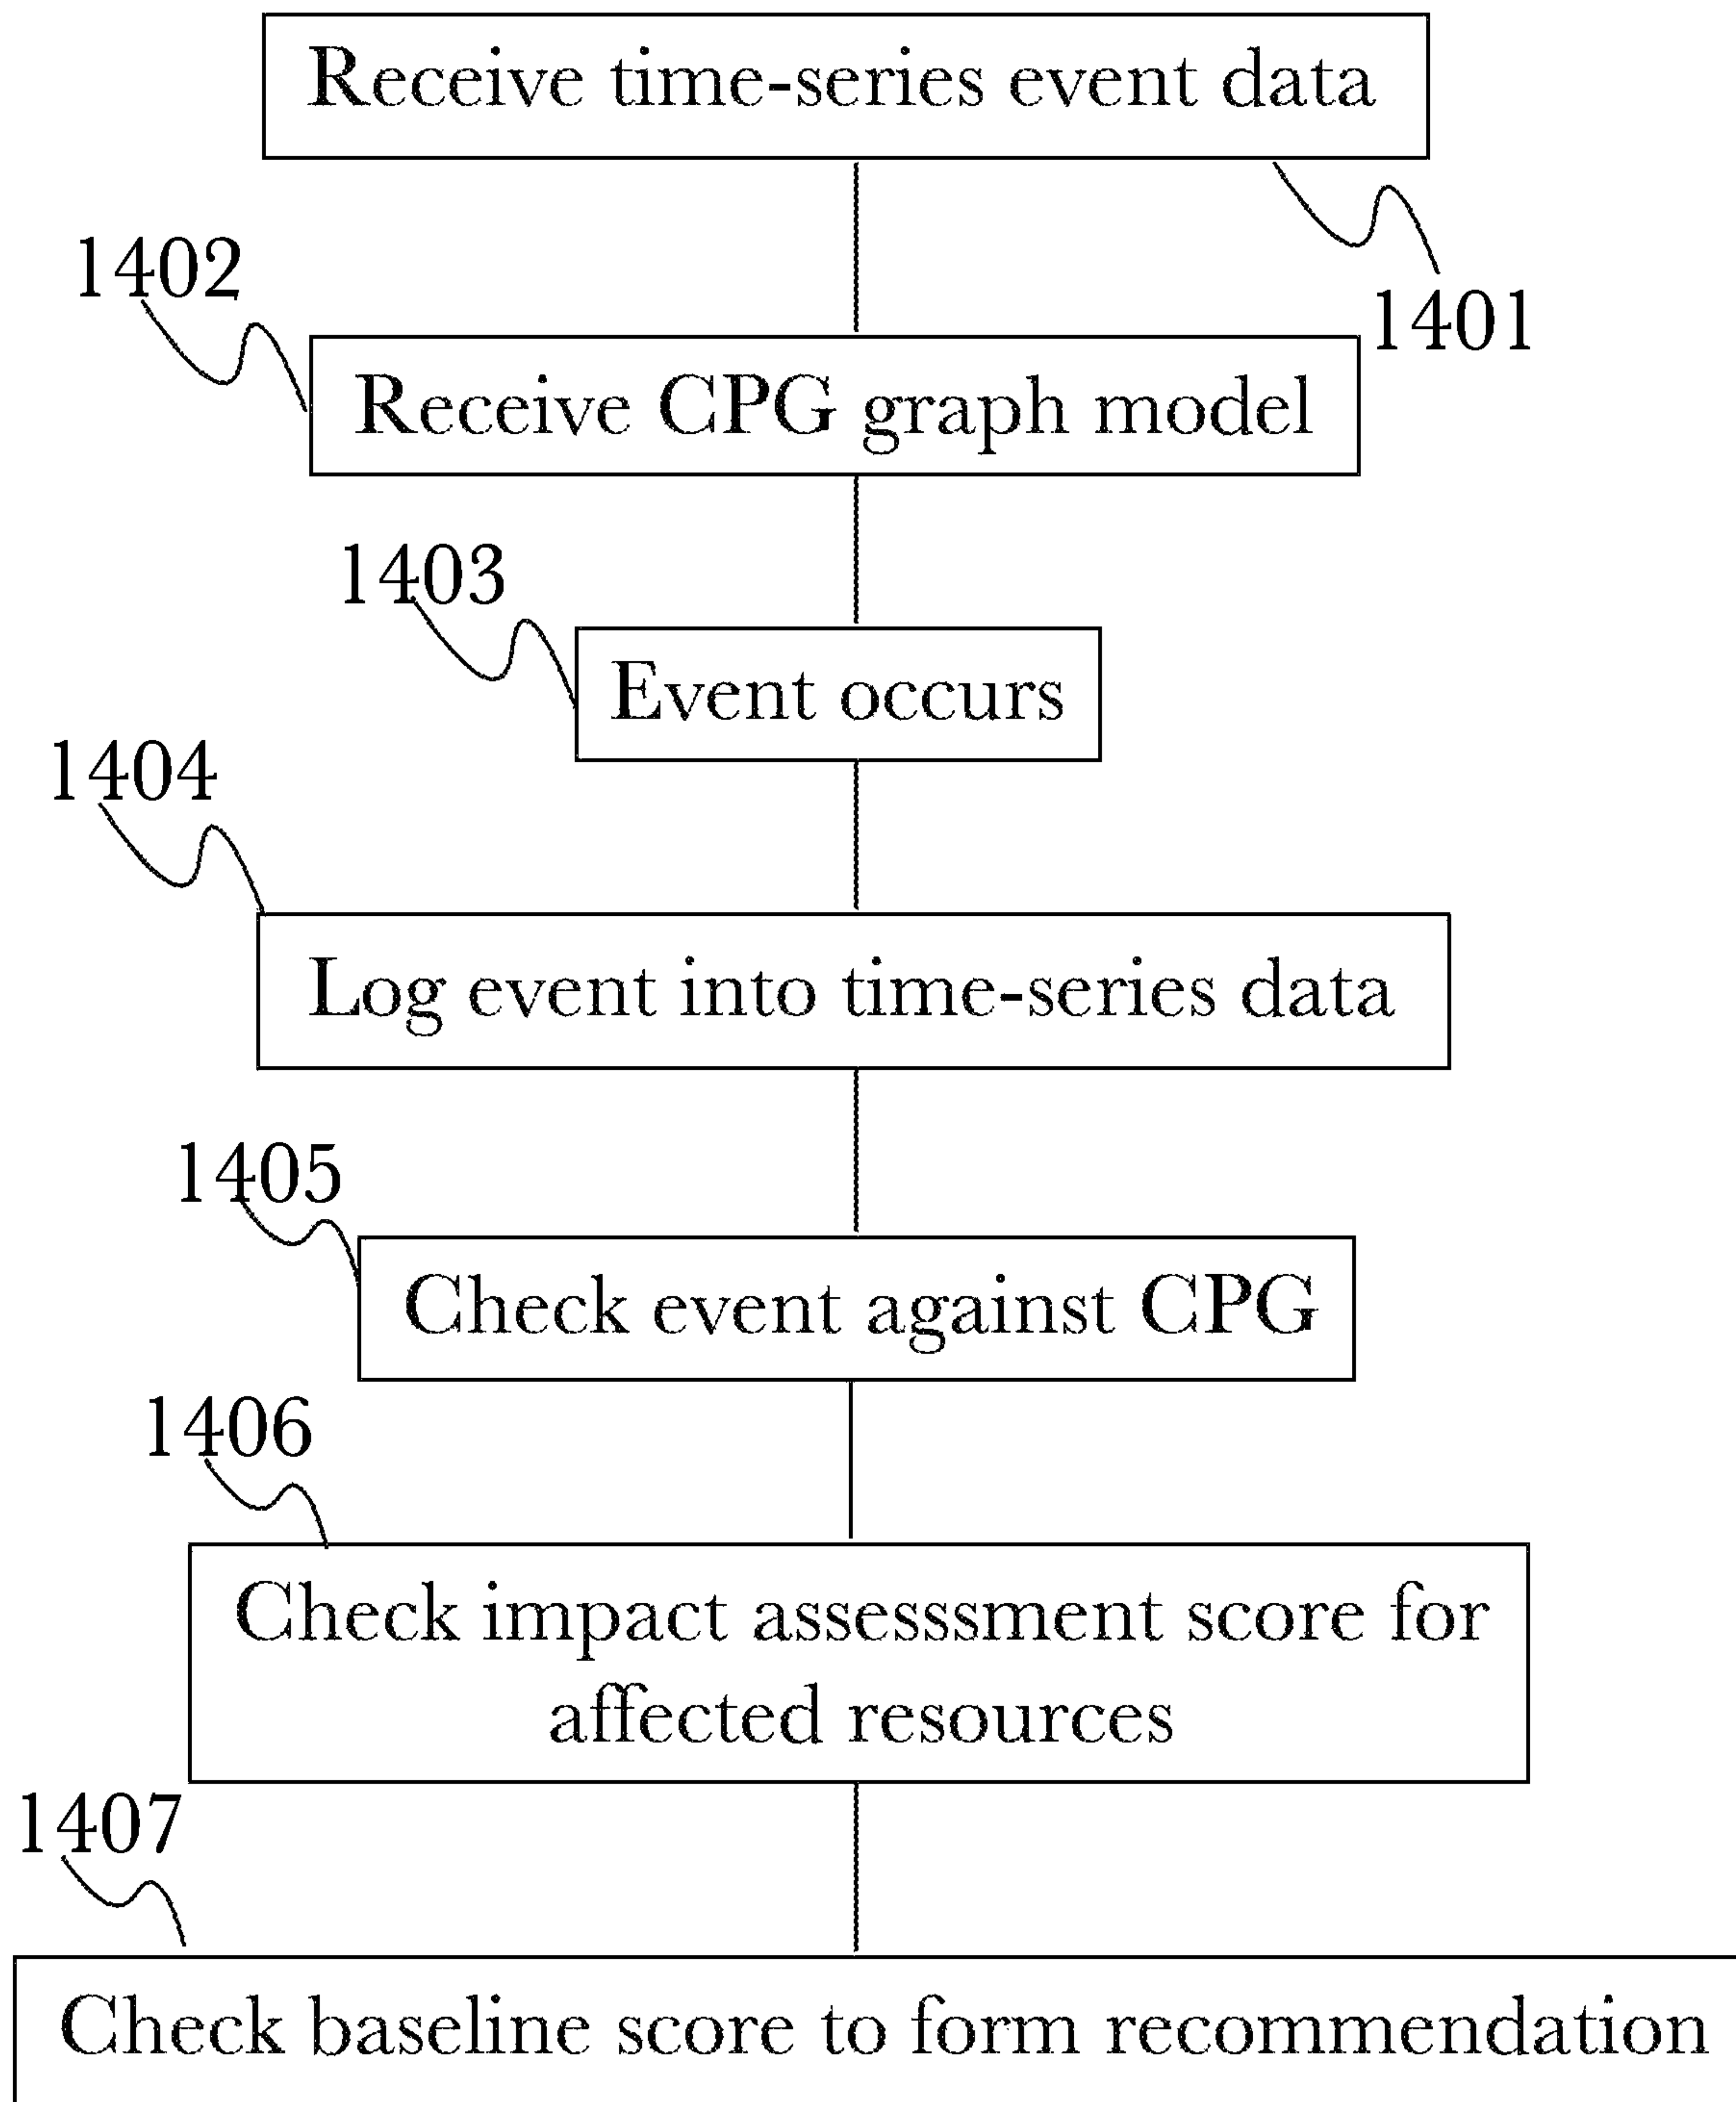 Receive time-series event data
1401
1402
Receive CPG graph model
1403
Event occurs
1404
Log event into time-series data
1405
Check event against CPG
1406
Check impact assesssment score for
affected resources
1407
Check baseline score to form recommendation